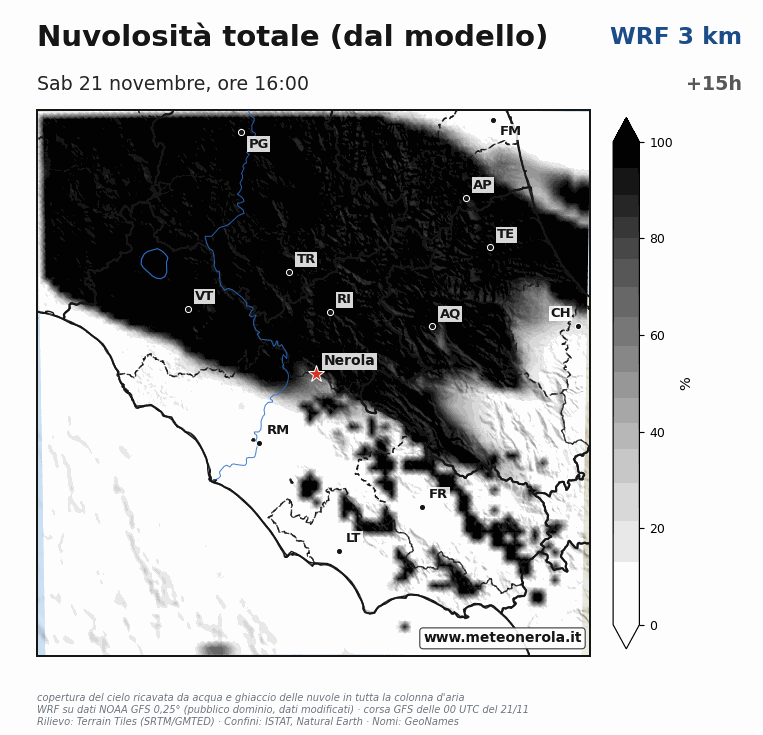 Nuvolosità totale (dal modello)
WRF 3 km
Sab 21 novembre, ore 16:00
+15h
FM
PG
AP
TE
TR
VT
RI
AQ
CH
Nerola
RM
FR
LT
www.meteonerola.it
100
80
60
40
20
0
%
copertura del cielo ricavata da acqua e ghiaccio delle nuvole in tutta la colonna d'aria
WRF su dati NOAA GFS 0,25° (pubblico dominio, dati modificati) · corsa GFS delle 00 UTC del 21/11
Rilievo: Terrain Tiles (SRTM/GMTED) · Confini: ISTAT, Natural Earth · Nomi: GeoNames